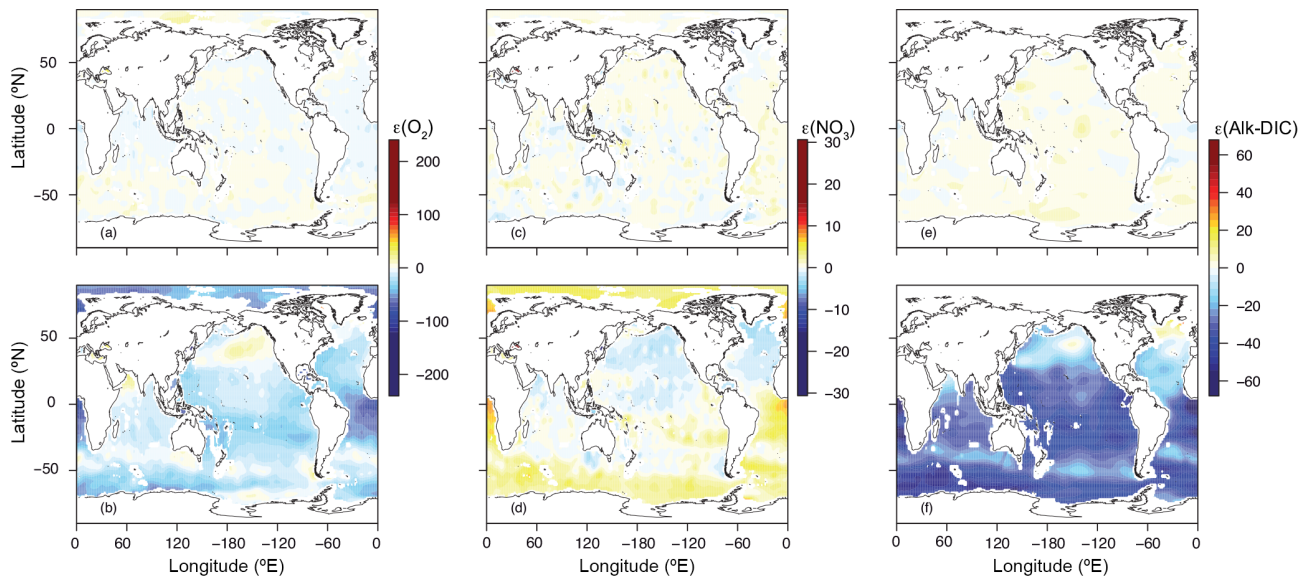 Latitude (ºN)
50
0
−50
(a)
(c)
(e)
ε(O2)
200
100
0
−100
−200
ε(NO3)
30
20
10
0
−10
−20
−30
ε(Alk-DIC)
60
40
20
0
−20
−40
−60
Latitude (ºN)
50
0
−50
(b)
(d)
(f)
0 60 120 −180 −60 0
0 60 120 −180 −60 0
0 60 120 −180 −60 0
Longitude (ºE)
Longitude (ºE)
Longitude (ºE)